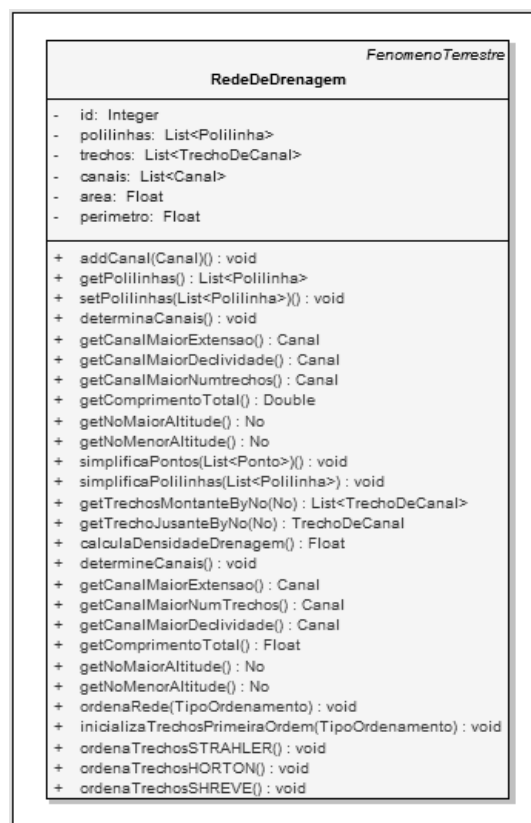 FenomenoTerrestre
RedeDeDrenagem
- id: Integer
- polilinhas: List<Polilinha>
- trechos: List<TrechoDeCanal>
- canais: List<Canal>
- area: Float
- perimetro: Float
+ addCanal(Canal)() : void
+ getPolilinhas() : List<Polilinha>
+ setPolilinhas(List<Polilinha>)() : void
+ determinaCanais() : void
+ getCanalMaiorExtensao() : Canal
+ getCanalMaiorDeclividade() : Canal
+ getCanalMaiorNumtrechos() : Canal
+ getComprimentoTotal() : Double
+ getNoMaiorAltitude() : No
+ getNoMenorAltitude() : No
+ simplificaPontos(List<Ponto>)() : void
+ simplificaPolilinhas(List<Polilinha>) : void
+ getTrechosMontanteByNo(No) : List<TrechoDeCanal>
+ getTrechoJusanteByNo(No) : TrechoDeCanal
+ calculaDensidadeDrenagem() : Float
+ determineCanais() : void
+ getCanalMaiorExtensao() : Canal
+ getCanalMaiorNumTrechos() : Canal
+ getCanalMaiorDeclividade() : Canal
+ getComprimentoTotal() : Float
+ getNoMaiorAltitude() : No
+ getNoMenorAltitude() : No
+ ordenaRede(TipoOrdenamento) : void
+ inicializaTrechosPrimeiraOrdem(TipoOrdenamento) : void
+ ordenaTrechosSTRAHLER() : void
+ ordenaTrechosHORTON() : void
+ ordenaTrechosSHREVE() : void